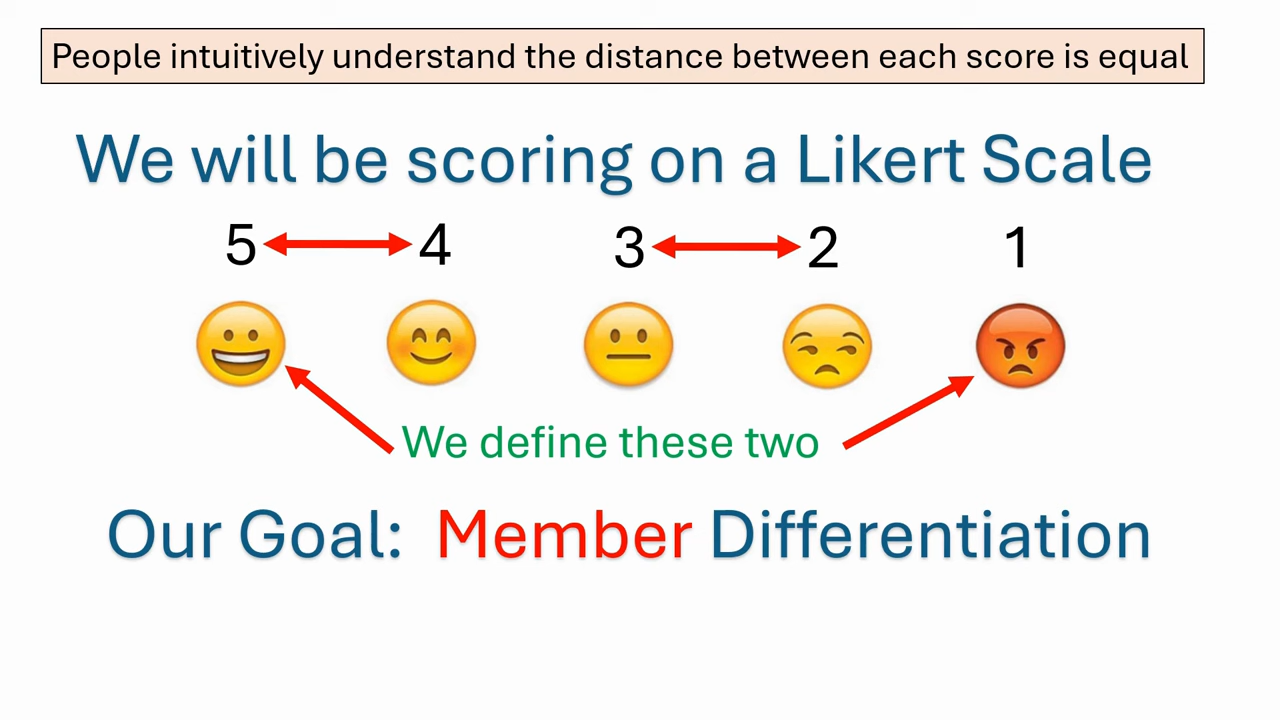 People intuitively understand the distance between each score is equal
We will be scoring on a Likert Scale
5 4 3 2 1
We define these two
Our Goal: Member Differentiation